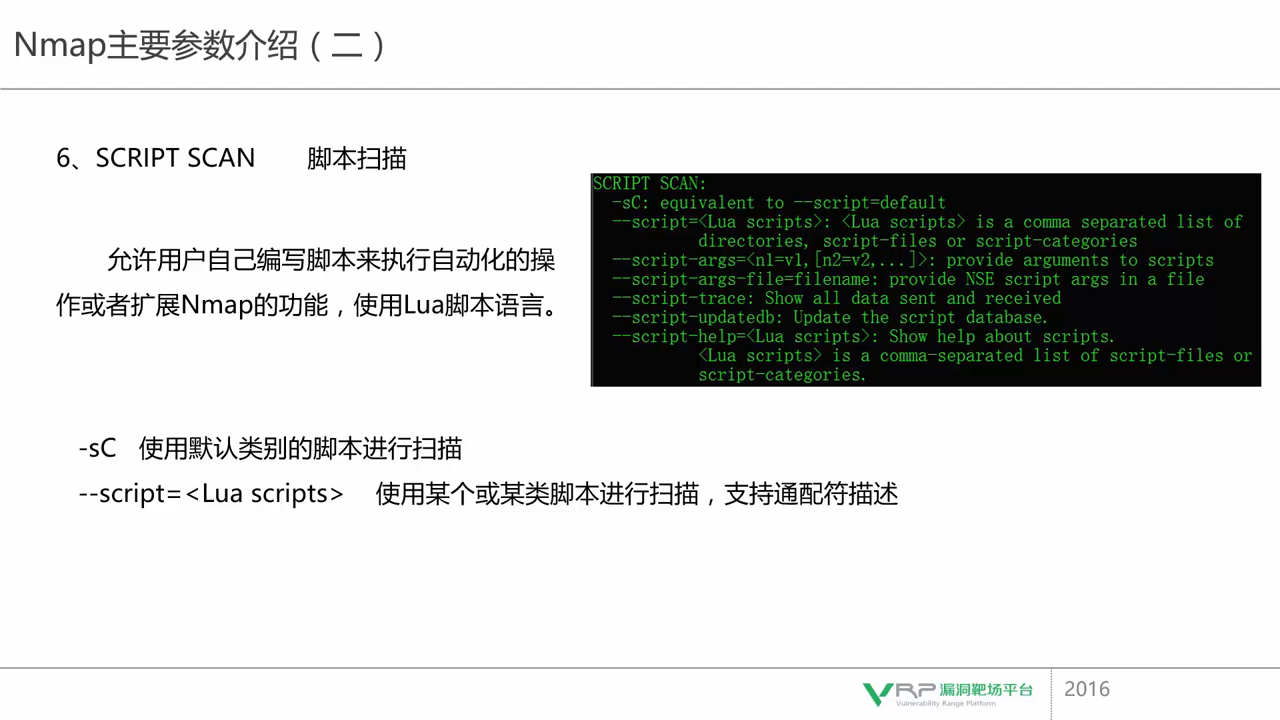 Nmap主要参数介绍（二）
6、SCRIPT SCAN 脚本扫描
允许用户自己编写脚本来执行自动化的操
作或者扩展Nmap的功能，使用Lua脚本语言。
SCRIPT SCAN:
-sC: equivalent to --script=default
--script=<Lua scripts>: <Lua scripts> is a comma separated list of
directories, script-files or script-categories
--script-args=<n1=v1,[n2=v2,...]>: provide arguments to scripts
--script-args-file=filename: provide NSE script args in a file
--script-trace: Show all data sent and received
--script-updatedb: Update the script database.
--script-help=<Lua scripts>: Show help about scripts.
<Lua scripts> is a comma-separated list of script-files or
script-categories.
-sC 使用默认类别的脚本进行扫描
--script=<Lua scripts> 使用某个或某类脚本进行扫描，支持通配符描述
VRP 漏洞靶场平台
Vulnerability Range Platform
2016